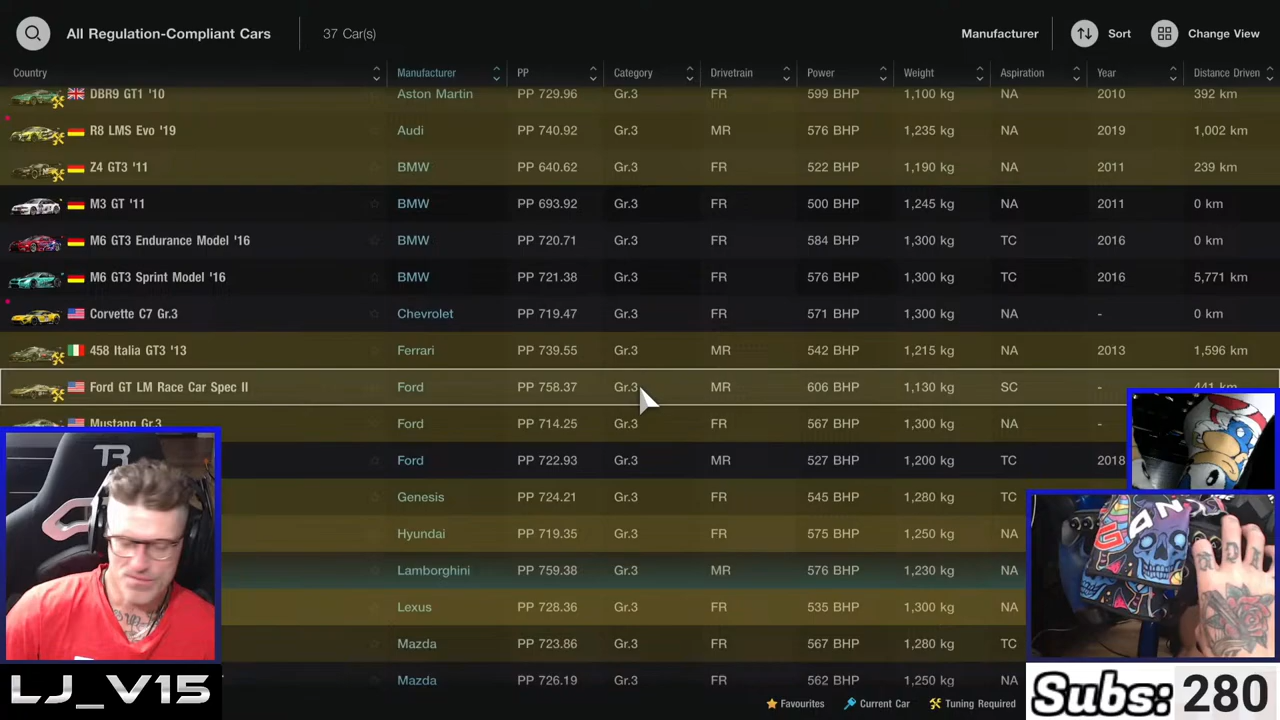 All Regulation-Compliant Cars 37 Car(s) Manufacturer Sort Change View
Country Manufacturer PP Category Drivetrain Power Weight Aspiration Year Distance Driven
DBR9 GT1 '10 Aston Martin PP 729.96 Gr.3 FR 599 BHP 1,100 kg NA 2010 392 km
R8 LMS Evo '19 Audi PP 740.92 Gr.3 MR 576 BHP 1,235 kg NA 2019 1,002 km
Z4 GT3 '11 BMW PP 640.62 Gr.3 FR 522 BHP 1,190 kg NA 2011 239 km
M3 GT '11 BMW PP 693.92 Gr.3 FR 500 BHP 1,245 kg NA 2011 0 km
M6 GT3 Endurance Model '16 BMW PP 720.71 Gr.3 FR 584 BHP 1,300 kg TC 2016 0 km
M6 GT3 Sprint Model '16 BMW PP 721.38 Gr.3 FR 576 BHP 1,300 kg TC 2016 5,771 km
Corvette C7 Gr.3 Chevrolet PP 719.47 Gr.3 FR 571 BHP 1,300 kg NA - 0 km
458 Italia GT3 '13 Ferrari PP 739.55 Gr.3 MR 542 BHP 1,215 kg NA 2013 1,596 km
Ford GT LM Race Car Spec II Ford PP 758.37 Gr.3 MR 606 BHP 1,130 kg SC - 441 km
Mustang Gr.3 Ford PP 714.25 Gr.3 FR 567 BHP 1,300 kg NA -
Ford PP 722.93 Gr.3 MR 527 BHP 1,200 kg TC 2018
Genesis PP 724.21 Gr.3 FR 545 BHP 1,280 kg TC
Hyundai PP 719.35 Gr.3 FR 575 BHP 1,250 kg NA
Lamborghini PP 759.38 Gr.3 MR 576 BHP 1,230 kg NA
Lexus PP 728.36 Gr.3 FR 535 BHP 1,300 kg NA
Mazda PP 723.86 Gr.3 FR 567 BHP 1,280 kg TC
Mazda PP 726.19 Gr.3 FR 562 BHP 1,250 kg NA
Favourites Current Car Tuning Required
TR
LJ_V15
Subs: 280